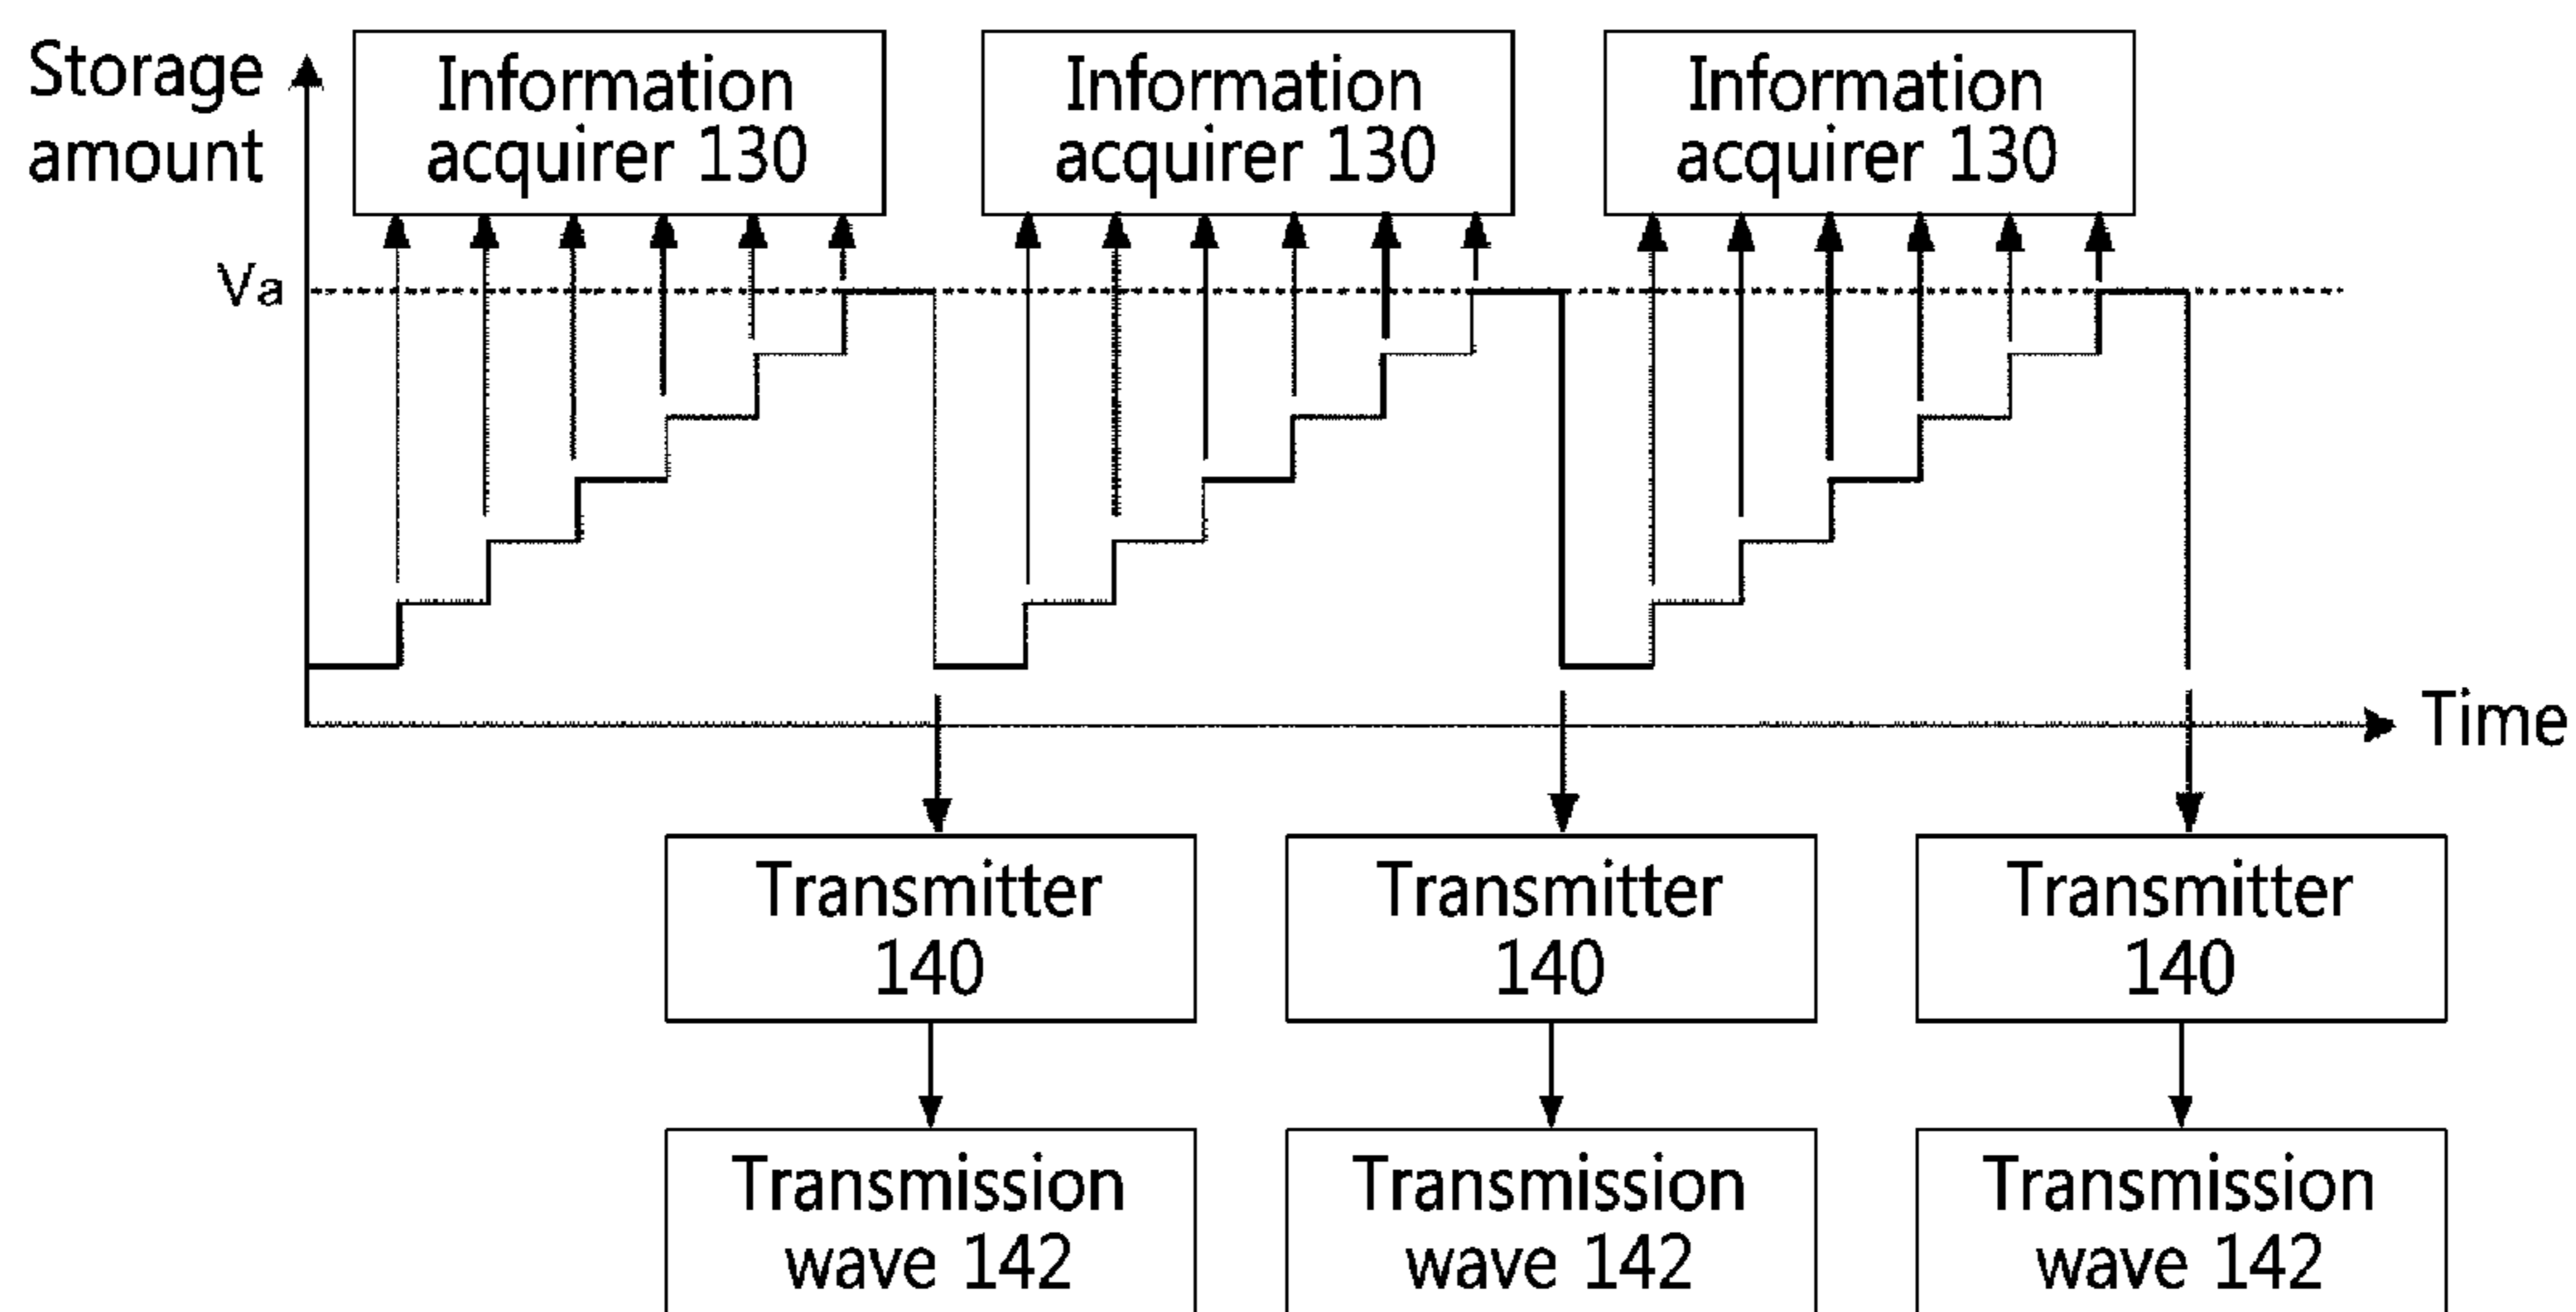 Storage
amount
Information
acquirer 130
Information
acquirer 130
Information
acquirer 130
Va
Time
Transmitter
140
Transmitter
140
Transmitter
140
Transmission
wave 142
Transmission
wave 142
Transmission
wave 142